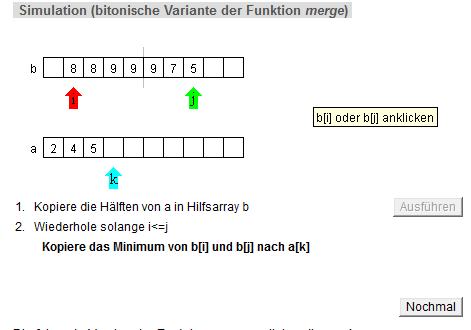 Simulation (bitonische Variante der Funktion merge)
b 8 8 9 9 9 7 5
i j
b[i] oder b[j] anklicken
a 2 4 5
k
1. Kopiere die Hälften von a in Hilfsarray b
Ausführen
2. Wiederhole solange i<=j
Kopiere das Minimum von b[i] und b[j] nach a[k]
Nochmal